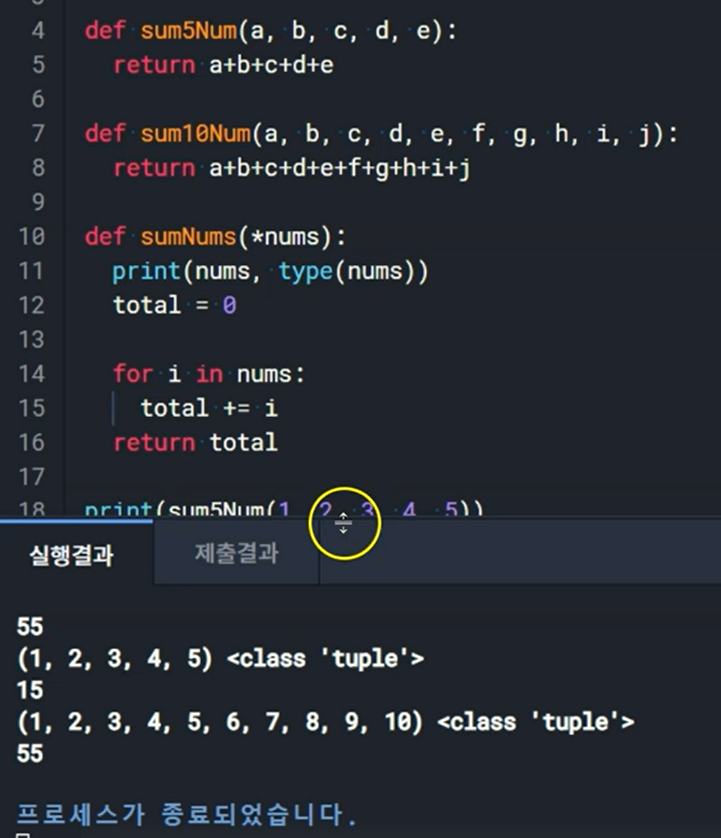 4 def sum5Num(a, b, c, d, e):
5 return a+b+c+d+e
6
7 def sum10Num(a, b, c, d, e, f, g, h, i, j):
8 return a+b+c+d+e+f+g+h+i+j
9
10 def sumNums(*nums):
11 print(nums, type(nums))
12 total = 0
13
14 for i in nums:
15 total += i
16 return total
17
18 print(sum5Num(1, 2, 3, 4, 5))
실행결과 제출결과
55
(1, 2, 3, 4, 5) <class 'tuple'>
15
(1, 2, 3, 4, 5, 6, 7, 8, 9, 10) <class 'tuple'>
55
프로세스가 종료되었습니다.